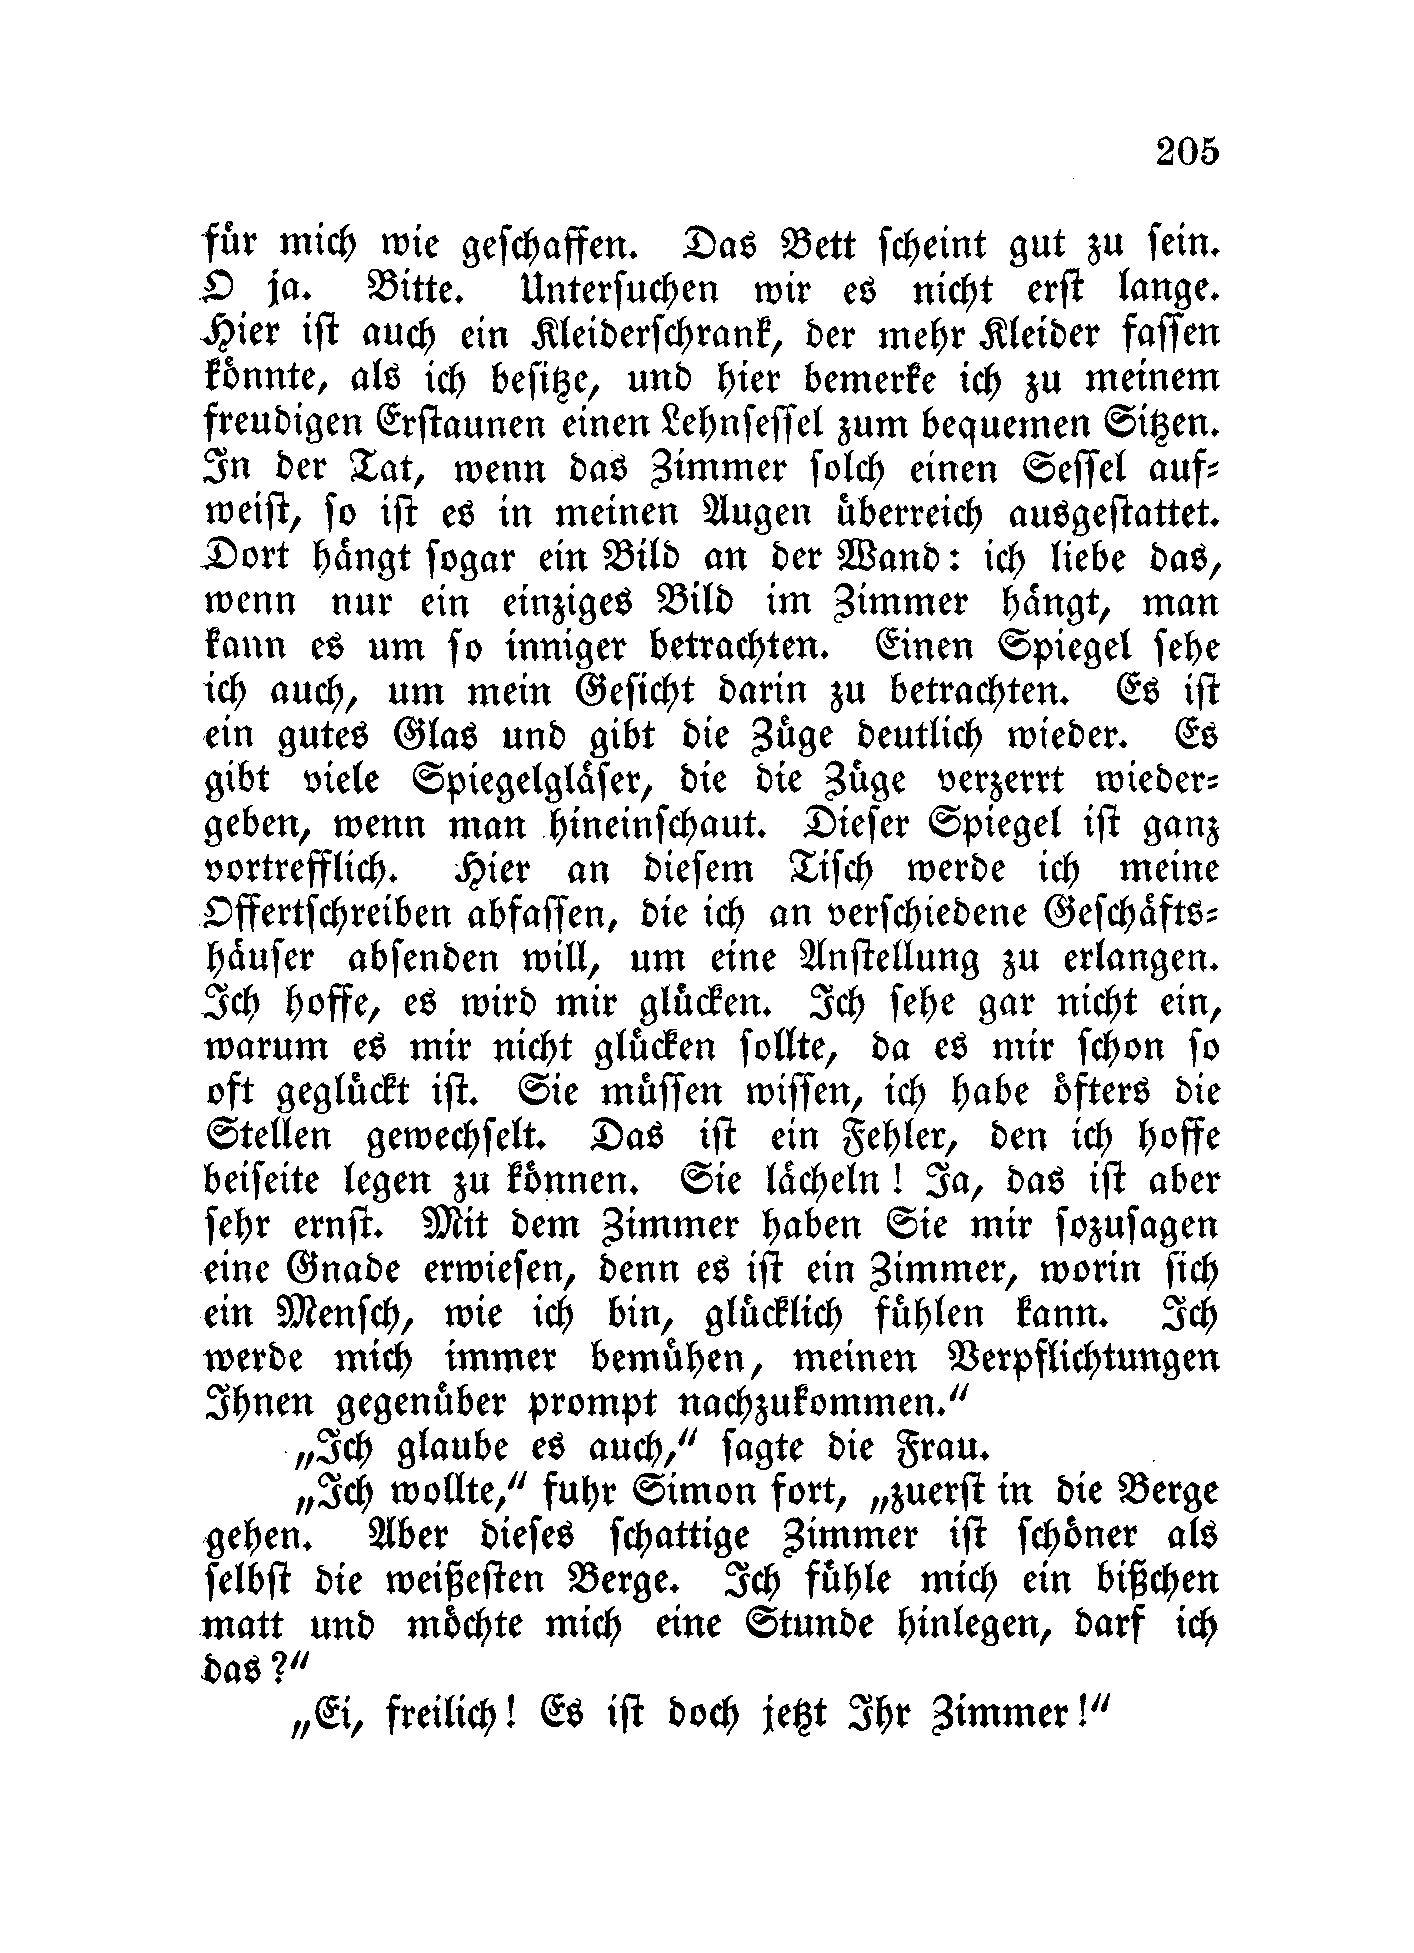 205
für mich wie geschaffen. Das Bett scheint gut zu sein.
O ja. Bitte. Untersuchen wir es nicht erst lange.
Hier ist auch ein Kleiderschrank, der mehr Kleider fassen
könnte, als ich besitze, und hier bemerke ich zu meinem
freudigen Erstaunen einen Lehnsessel zum bequemen Sitzen.
In der Tat, wenn das Zimmer solch einen Sessel auf-
weist, so ist es in meinen Augen überreich ausgestattet.
Dort hängt sogar ein Bild an der Wand: ich liebe das,
wenn nur ein einziges Bild im Zimmer hängt, man
kann es um so inniger betrachten. Einen Spiegel sehe
ich auch, um mein Gesicht darin zu betrachten. Es ist
ein gutes Glas und gibt die Züge deutlich wieder. Es
gibt viele Spiegelgläser, die die Züge verzerrt wieder-
geben, wenn man hineinschaut. Dieser Spiegel ist ganz
vortrefflich. Hier an diesem Tisch werde ich meine
Offertschreiben abfassen, die ich an verschiedene Geschäfts-
häuser absenden will, um eine Anstellung zu erlangen.
Ich hoffe, es wird mir glücken. Ich sehe gar nicht ein,
warum es mir nicht glücken sollte, da es mir schon so
oft geglückt ist. Sie müssen wissen, ich habe öfters die
Stellen gewechselt. Das ist ein Fehler, den ich hoffe
beiseite legen zu können. Sie lächeln! Ja, das ist aber
sehr ernst. Mit dem Zimmer haben Sie mir sozusagen
eine Gnade erwiesen, denn es ist ein Zimmer, worin sich
ein Mensch, wie ich bin, glücklich fühlen kann. Ich
werde mich immer bemühen, meinen Verpflichtungen
Ihnen gegenüber prompt nachzukommen.“
„Ich glaube es auch,“ sagte die Frau.
„Ich wollte,“ fuhr Simon fort, „zuerst in die Berge
gehen. Aber dieses schattige Zimmer ist schöner als
selbst die weißesten Berge. Ich fühle mich ein bißchen
matt und möchte mich eine Stunde hinlegen, darf ich
das?“
„Ei, freilich! Es ist doch jetzt Ihr Zimmer!“